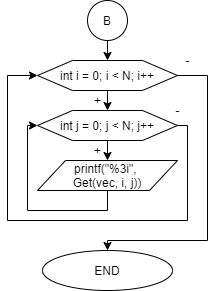 B
int i = 0; i < N; i++
-
+
int j = 0; j < N; j++
-
+
printf("%3i",
Get(vec, i, j))
END